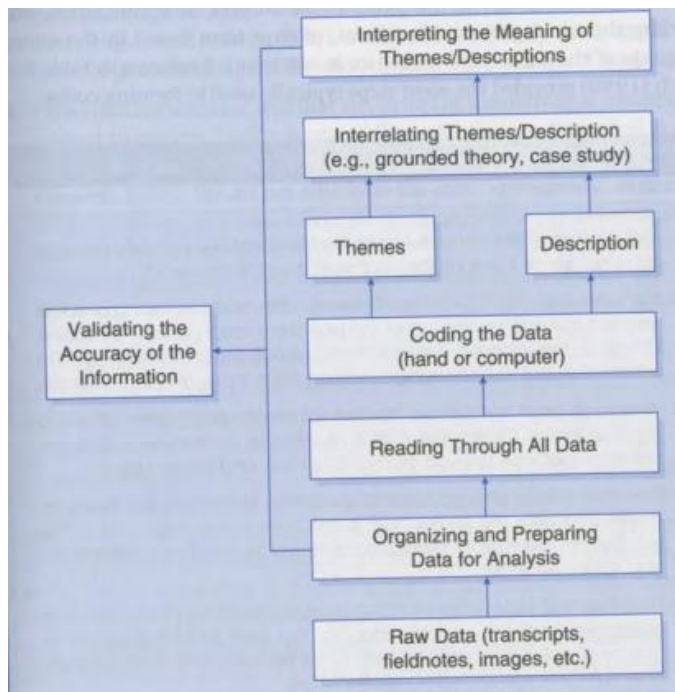 Interpreting the Meaning of
Themes/Descriptions
Interrelating Themes/Description
(e.g., grounded theory, case study)
Themes
Description
Validating the
Accuracy of the
Information
Coding the Data
(hand or computer)
Reading Through All Data
Organizing and Preparing
Data for Analysis
Raw Data (transcripts,
fieldnotes, images, etc.)